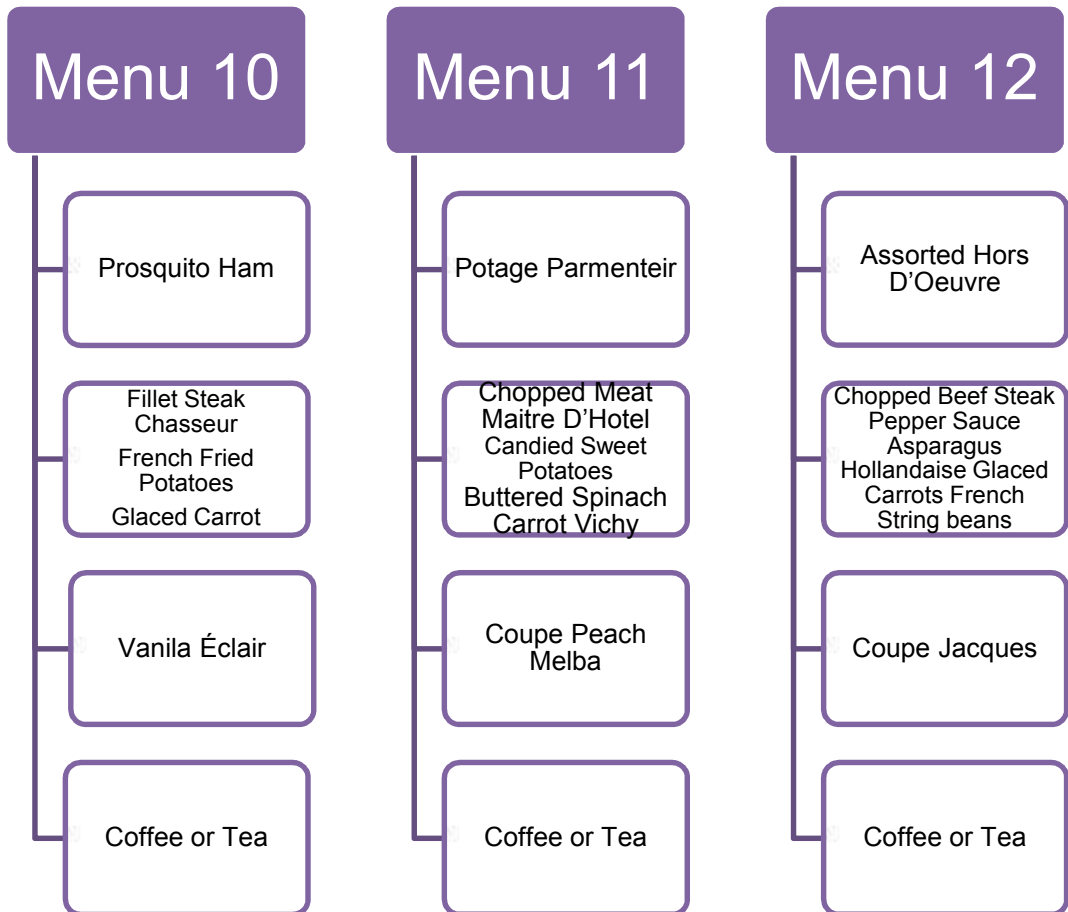 Menu 10
Prosquito Ham
Fillet Steak
Chasseur
French Fried
Potatoes
Glaced Carrot
Vanila Éclair
Coffee or Tea
Menu 11
Potage Parmenteir
Chopped Meat
Maitre D’Hotel
Candied Sweet
Potatoes
Buttered Spinach
Carrot Vichy
Coupe Peach
Melba
Coffee or Tea
Menu 12
Assorted Hors
D’Oeuvre
Chopped Beef Steak
Pepper Sauce
Asparagus
Hollandaise Glaced
Carrots French
String beans
Coupe Jacques
Coffee or Tea